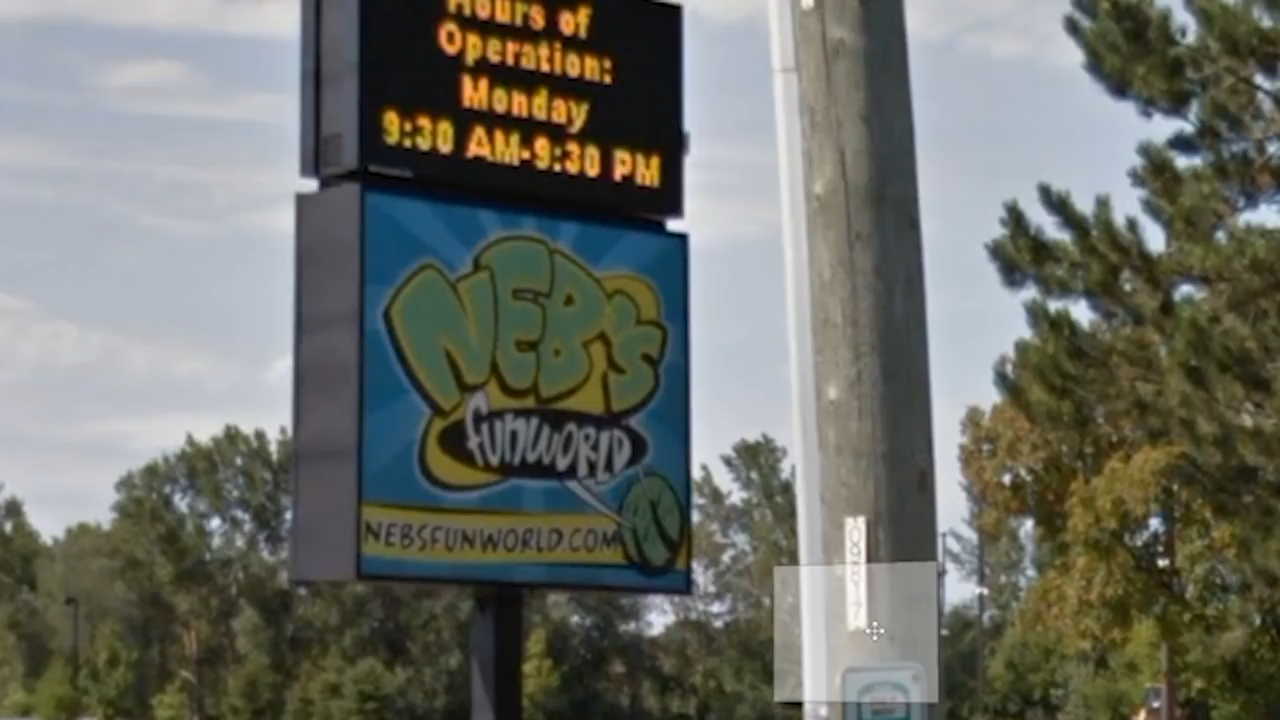 Hours of
Operation:
Monday
9:30 AM-9:30 PM
NEB'S
FUNWORLD
NEBSFUNWORLD.COM